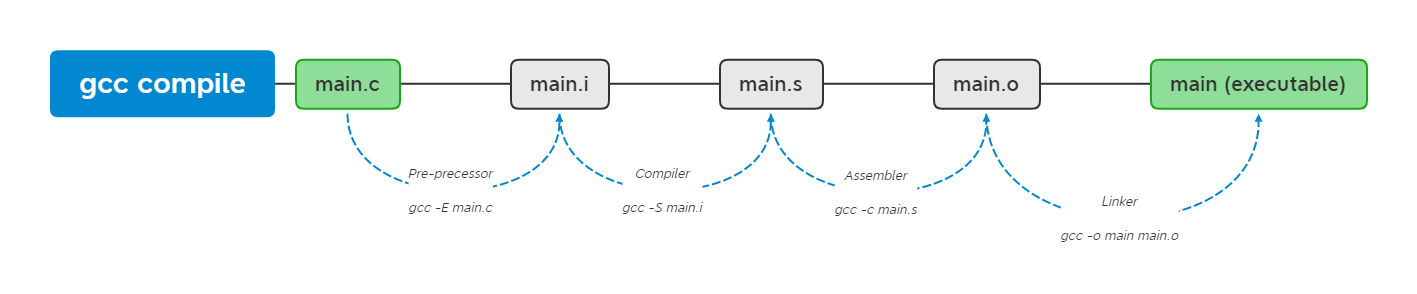 gcc compile
main.c
main.i
main.s
main.o
main (executable)
Pre-precessor
gcc -E main.c
Compiler
gcc -S main.i
Assembler
gcc -c main.s
Linker
gcc -o main main.o